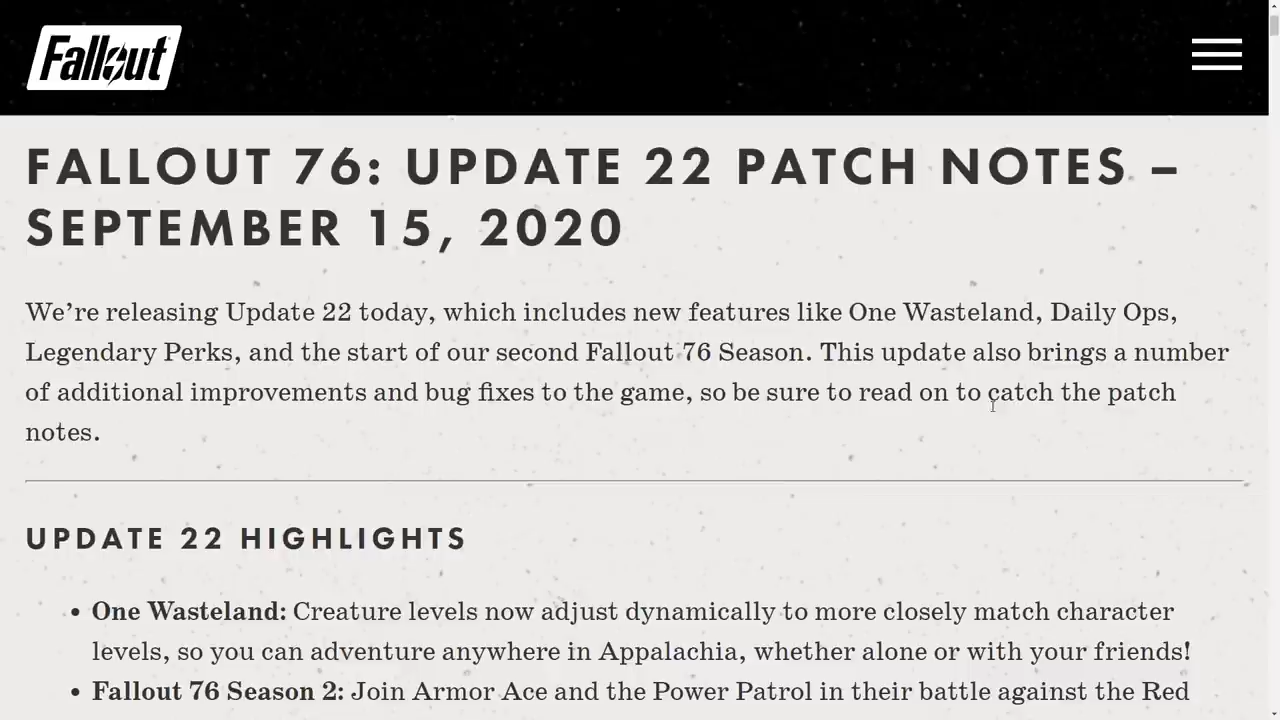 Fallout
FALLOUT 76: UPDATE 22 PATCH NOTES –
SEPTEMBER 15, 2020
We’re releasing Update 22 today, which includes new features like One Wasteland, Daily Ops,
Legendary Perks, and the start of our second Fallout 76 Season. This update also brings a number
of additional improvements and bug fixes to the game, so be sure to read on to catch the patch
notes.
UPDATE 22 HIGHLIGHTS
• One Wasteland: Creature levels now adjust dynamically to more closely match character
levels, so you can adventure anywhere in Appalachia, whether alone or with your friends!
• Fallout 76 Season 2: Join Armor Ace and the Power Patrol in their battle against the Red